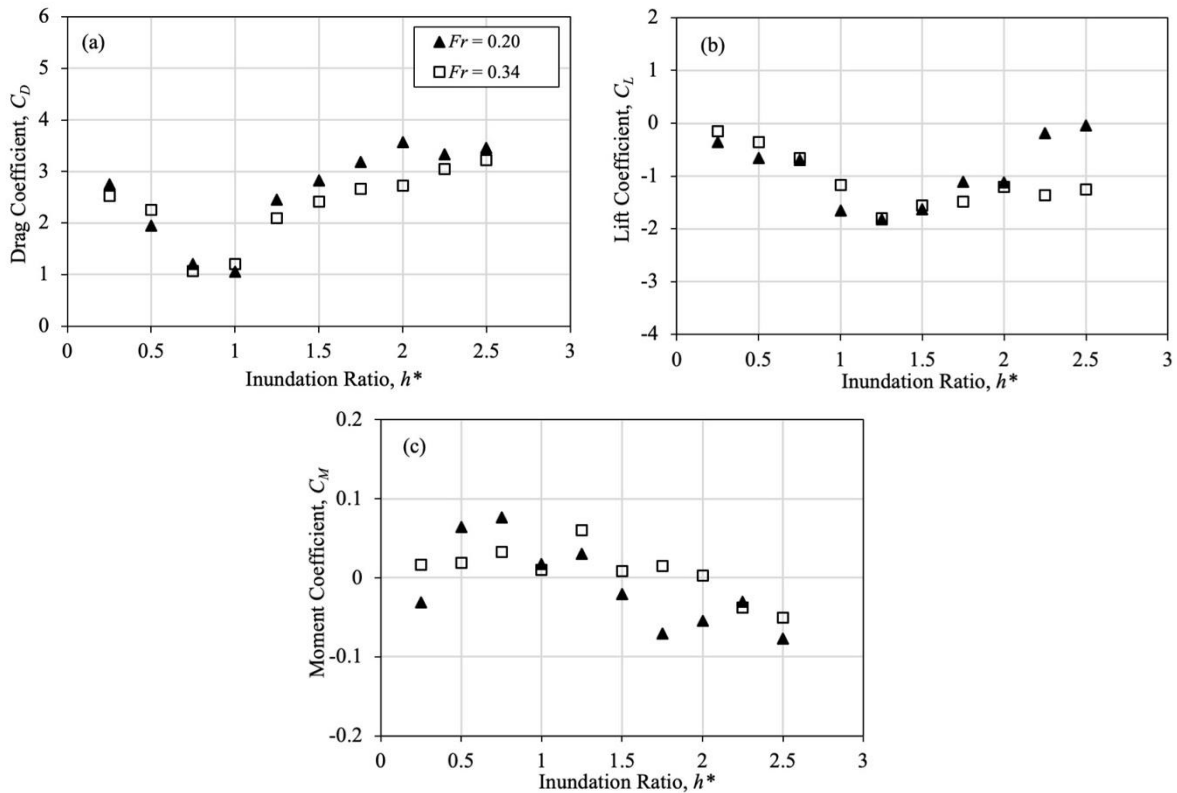 (a)
Fr = 0.20
Fr = 0.34
Drag Coefficient, C_D
6
5
4
3
2
1
0
0 0.5 1 1.5 2 2.5 3
Inundation Ratio, h*
(b)
Lift Coefficient, C_L
2
1
0
-1
-2
-3
-4
0 0.5 1 1.5 2 2.5 3
Inundation Ratio, h*
(c)
Moment Coefficient, C_M
0.2
0.1
0
-0.1
-0.2
0 0.5 1 1.5 2 2.5 3
Inundation Ratio, h*